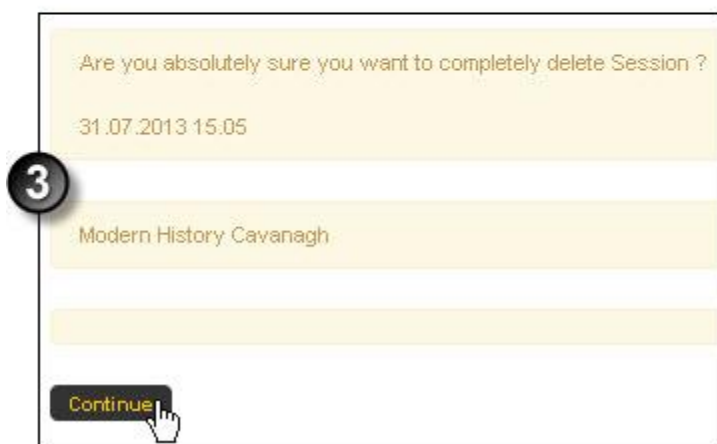 Are you absolutely sure you want to completely delete Session ?
31.07.2013 15:05
3
Modern History Cavanagh
Continue